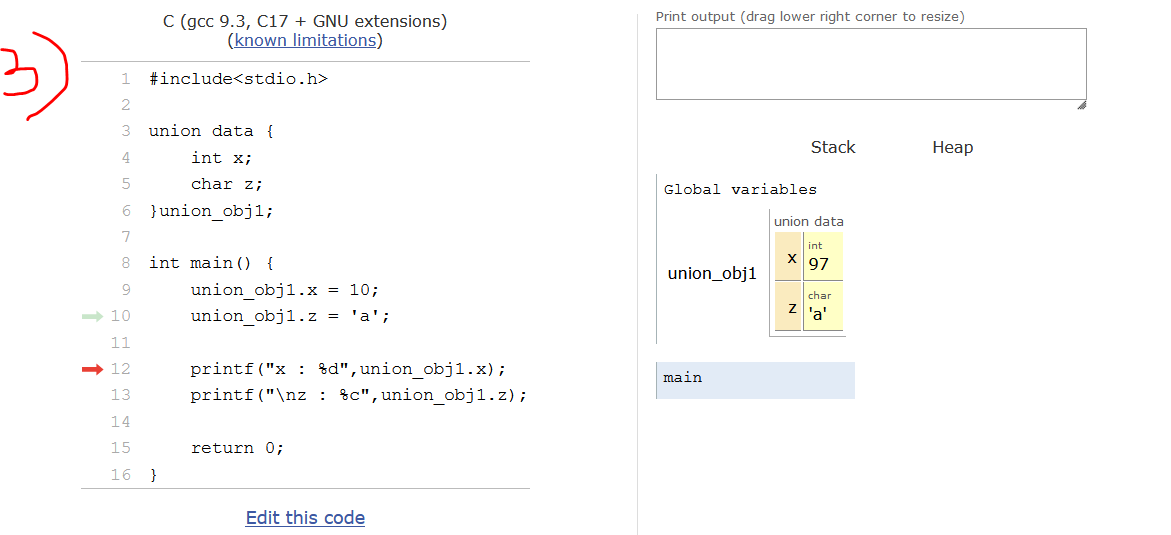 3)
C (gcc 9.3, C17 + GNU extensions)
(known limitations)
1 #include<stdio.h>
2
3 union data {
4     int x;
5     char z;
6 }union_obj1;
7
8 int main() {
9     union_obj1.x = 10;
10     union_obj1.z = 'a';
11
12     printf("x : %d",union_obj1.x);
13     printf("\nz : %c",union_obj1.z);
14
15     return 0;
16 }
Edit this code
Print output (drag lower right corner to resize)
Stack Heap
Global variables
union data
union_obj1
x int 97
z char 'a'
main